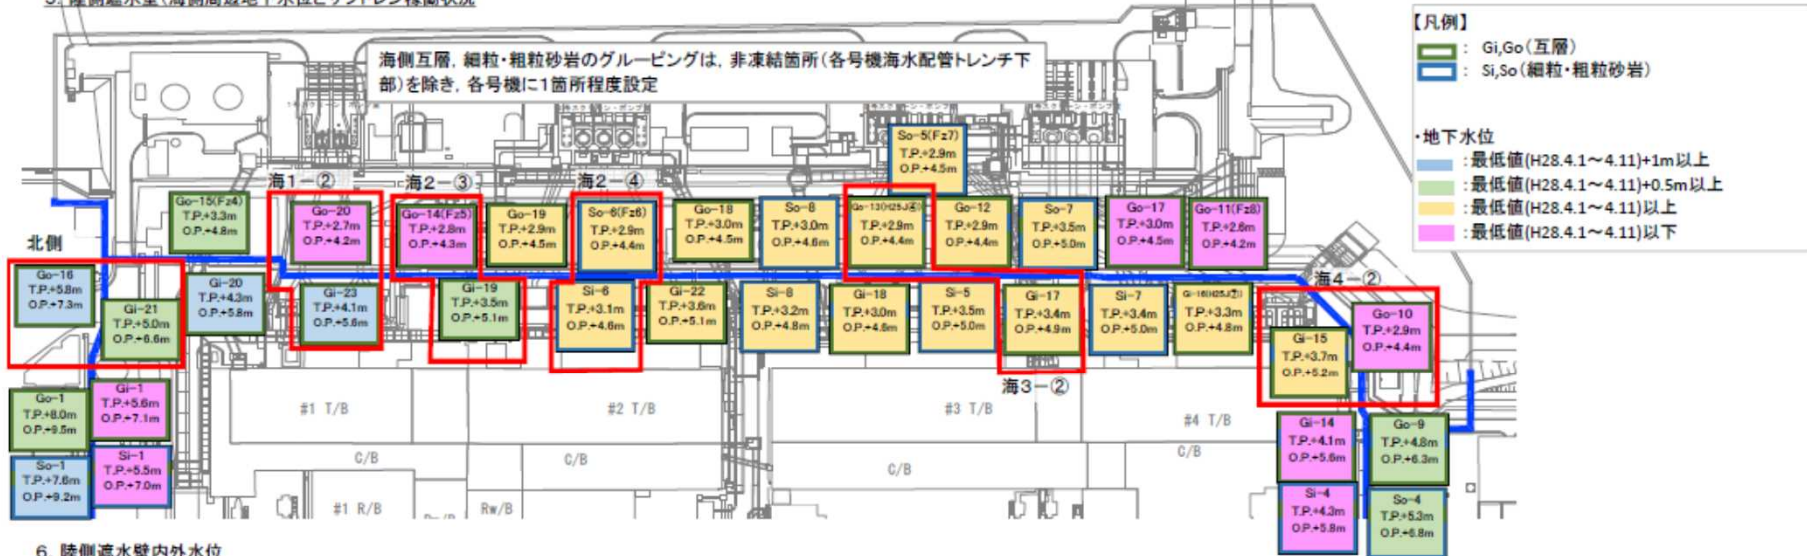 海側互層，細粒・粗粒砂岩のグルーピングは，非凍結箇所（各号機海水配管トレンチ下
部）を除き，各号機に1箇所程度設定
【凡例】
： Gi,Go（互層）
： Si,So（細粒・粗粒砂岩）
・地下水位
：最低値(H28.4.1～4.11)+1m以上
：最低値(H28.4.1～4.11)+0.5m以上
：最低値(H28.4.1～4.11)以上
：最低値(H28.4.1～4.11)以下
So-5(Fz7)
T.P.+2.9m
O.P.+4.5m
海1-②
海2-③
海2-④
Go-15(Fz4)
T.P.+3.3m
O.P.+4.8m
Go-20
T.P.+2.7m
O.P.+4.2m
Go-14(Fz5)
T.P.+2.8m
O.P.+4.3m
Go-19
T.P.+2.9m
O.P.+4.5m
So-6(Fz6)
T.P.+2.9m
O.P.+4.4m
Go-18
T.P.+3.0m
O.P.+4.5m
So-8
T.P.+3.0m
O.P.+4.6m
Go-13(H25J④)
T.P.+2.9m
O.P.+4.4m
Go-12
T.P.+2.9m
O.P.+4.4m
So-7
T.P.+3.5m
O.P.+5.0m
Go-17
T.P.+3.0m
O.P.+4.5m
Go-11(Fz8)
T.P.+2.6m
O.P.+4.2m
北側
Go-16
T.P.+5.8m
O.P.+7.3m
Gi-21
T.P.+5.0m
O.P.+6.6m
Gi-20
T.P.+4.3m
O.P.+5.8m
Gi-23
T.P.+4.1m
O.P.+5.6m
Gi-19
T.P.+3.5m
O.P.+5.1m
Si-6
T.P.+3.1m
O.P.+4.6m
Gi-22
T.P.+3.6m
O.P.+5.1m
Si-8
T.P.+3.2m
O.P.+4.8m
Gi-18
T.P.+3.0m
O.P.+4.6m
Si-5
T.P.+3.5m
O.P.+5.0m
Gi-17
T.P.+3.4m
O.P.+4.9m
Si-7
T.P.+3.4m
O.P.+5.0m
Gi-16(H25J⑦)
T.P.+3.3m
O.P.+4.8m
海4-②
Gi-15
T.P.+3.7m
O.P.+5.2m
Go-10
T.P.+2.9m
O.P.+4.4m
海3-②
Go-1
T.P.+8.0m
O.P.+9.5m
Gi-1
T.P.+5.6m
O.P.+7.1m
So-1
T.P.+7.6m
O.P.+9.2m
Si-1
T.P.+5.5m
O.P.+7.0m
#1 T/B
#2 T/B
#3 T/B
#4 T/B
C/B
C/B
C/B
C/B
#1 R/B
Rw/B
Gi-14
T.P.+4.1m
O.P.+5.6m
Go-9
T.P.+4.8m
O.P.+6.3m
Si-4
T.P.+4.3m
O.P.+5.8m
So-4
T.P.+5.3m
O.P.+6.8m
6．陸側遮水壁内外水位